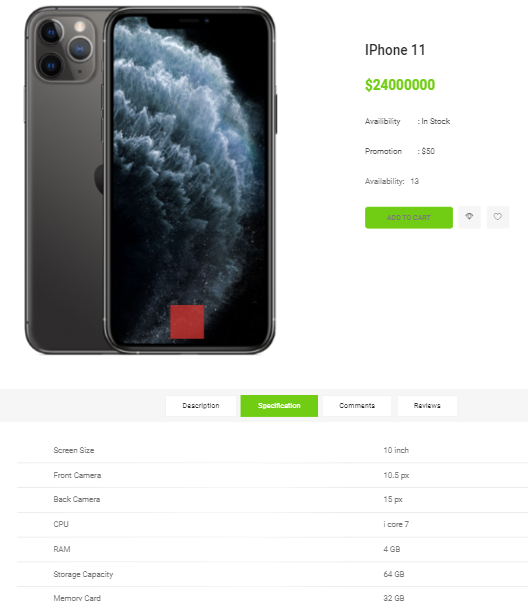 IPhone 11
$24000000
Availibility : In Stock
Promotion : $50
Availability: 13
ADD TO CART
Description Specification Comments Reviews
Screen Size 10 inch
Front Camera 10.5 px
Back Camera 15 px
CPU i core 7
RAM 4 GB
Storage Capacity 64 GB
Memory Card 32 GB